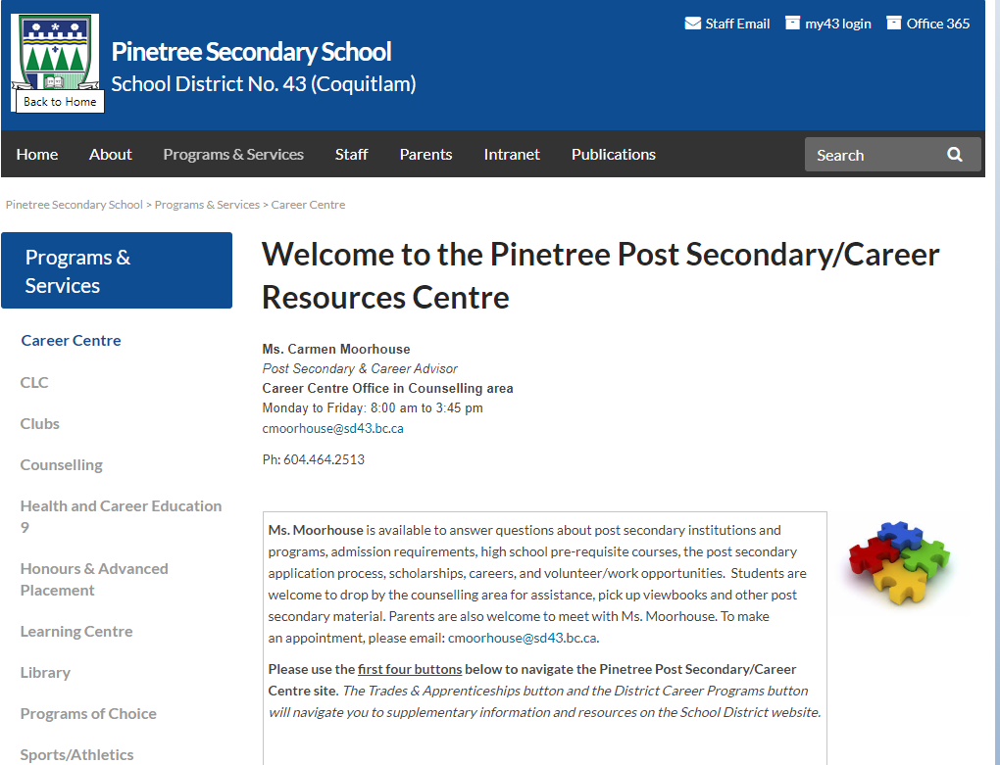 Staff Email my43 login Office 365
Pinetree Secondary School
School District No. 43 (Coquitlam)
Back to Home
Home About Programs & Services Staff Parents Intranet Publications Search
Pinetree Secondary School > Programs & Services > Career Centre
Programs &
Services
Career Centre
CLC
Clubs
Counselling
Health and Career Education
9
Honours & Advanced
Placement
Learning Centre
Library
Programs of Choice
Sports/Athletics
Welcome to the Pinetree Post Secondary/Career
Resources Centre
Ms. Carmen Moorhouse
Post Secondary & Career Advisor
Career Centre Office in Counselling area
Monday to Friday: 8:00 am to 3:45 pm
cmoorhouse@sd43.bc.ca
Ph: 604.464.2513
Ms. Moorhouse is available to answer questions about post secondary institutions and
programs, admission requirements, high school pre-requisite courses, the post secondary
application process, scholarships, careers, and volunteer/work opportunities. Students are
welcome to drop by the counselling area for assistance, pick up viewbooks and other post
secondary material. Parents are also welcome to meet with Ms. Moorhouse. To make
an appointment, please email: cmoorhouse@sd43.bc.ca.
Please use the first four buttons below to navigate the Pinetree Post Secondary/Career
Centre site. The Trades & Apprenticeships button and the District Career Programs button
will navigate you to supplementary information and resources on the School District website.